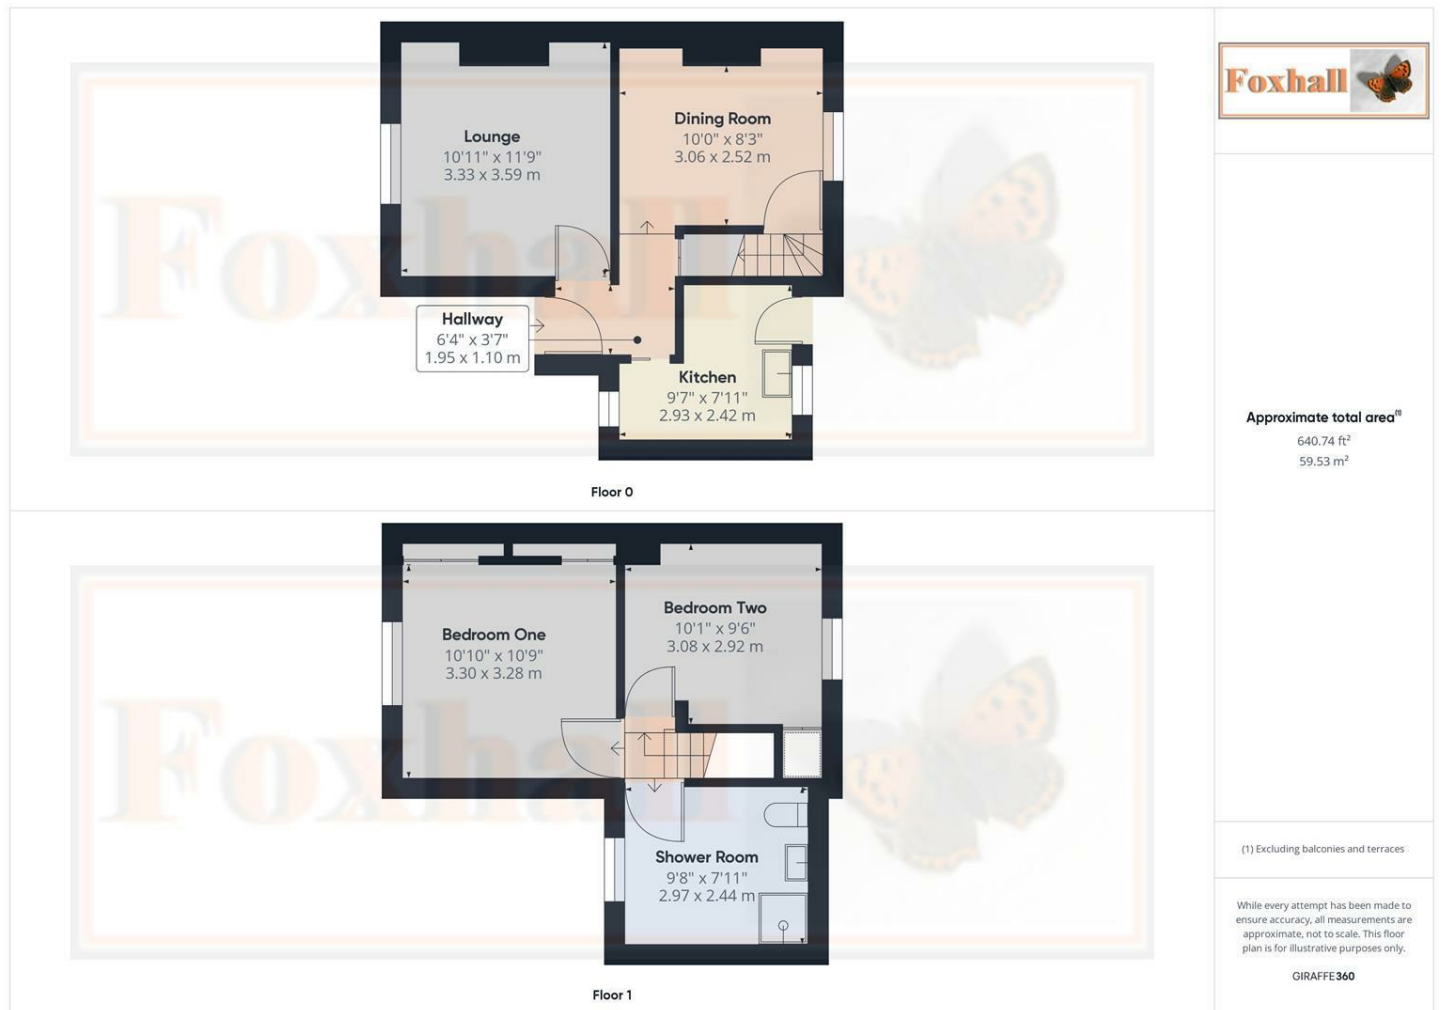 Lounge
10'11" x 11'9"
3.33 x 3.59 m
Dining Room
10'0" x 8'3"
3.06 x 2.52 m
Hallway
6'4" x 3'7"
1.95 x 1.10 m
Kitchen
9'7" x 7'11"
2.93 x 2.42 m
Foxhall
Floor 0
Bedroom One
10'10" x 10'9"
3.30 x 3.28 m
Bedroom Two
10'1" x 9'6"
3.08 x 2.92 m
Shower Room
9'8" x 7'11"
2.97 x 2.44 m
Foxhall
Floor 1
Foxhall
Approximate total area(1)
640.74 ft²
59.53 m²
(1) Excluding balconies and terraces
While every attempt has been made to
ensure accuracy, all measurements are
approximate, not to scale. This floor
plan is for illustrative purposes only.
GIRAFFE360